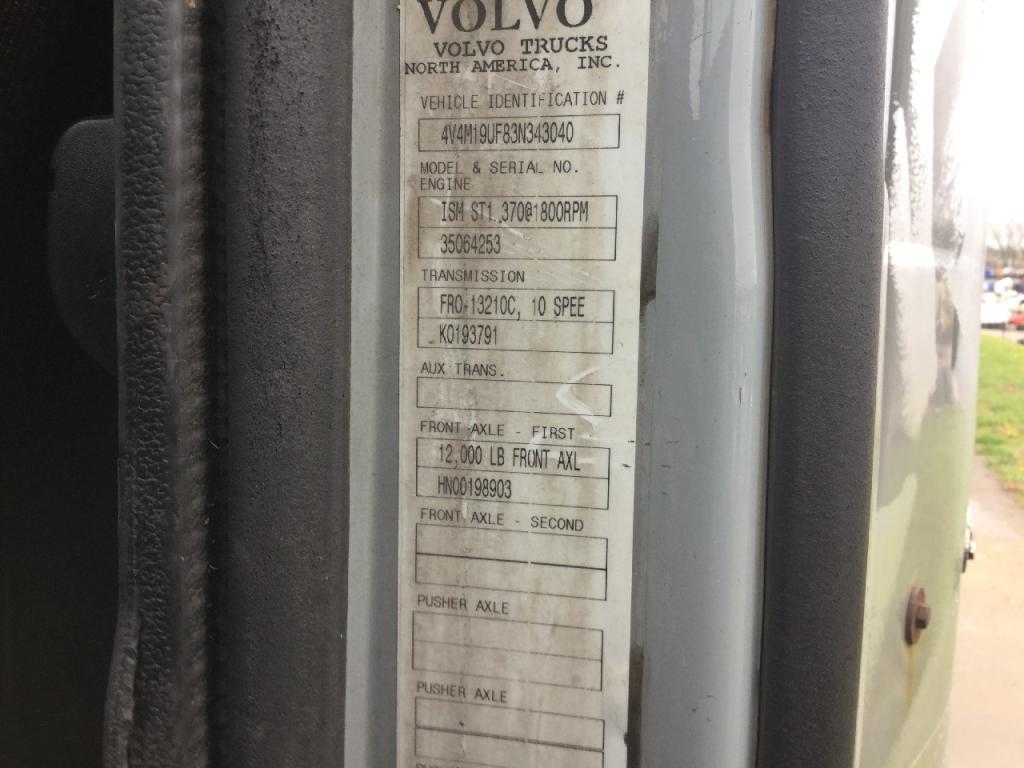 VOLVO
VOLVO TRUCKS
NORTH AMERICA, INC.
VEHICLE IDENTIFICATION #
4V4M19UF83N343040
MODEL & SERIAL NO.
ENGINE
ISM ST1 370@1800RPM
35064253
TRANSMISSION
FRO-13210C, 10 SPEE
K0193791
AUX TRANS.
FRONT AXLE - FIRST
12,000 LB FRONT AXL
HN00198903
FRONT AXLE - SECOND
PUSHER AXLE
PUSHER AXLE